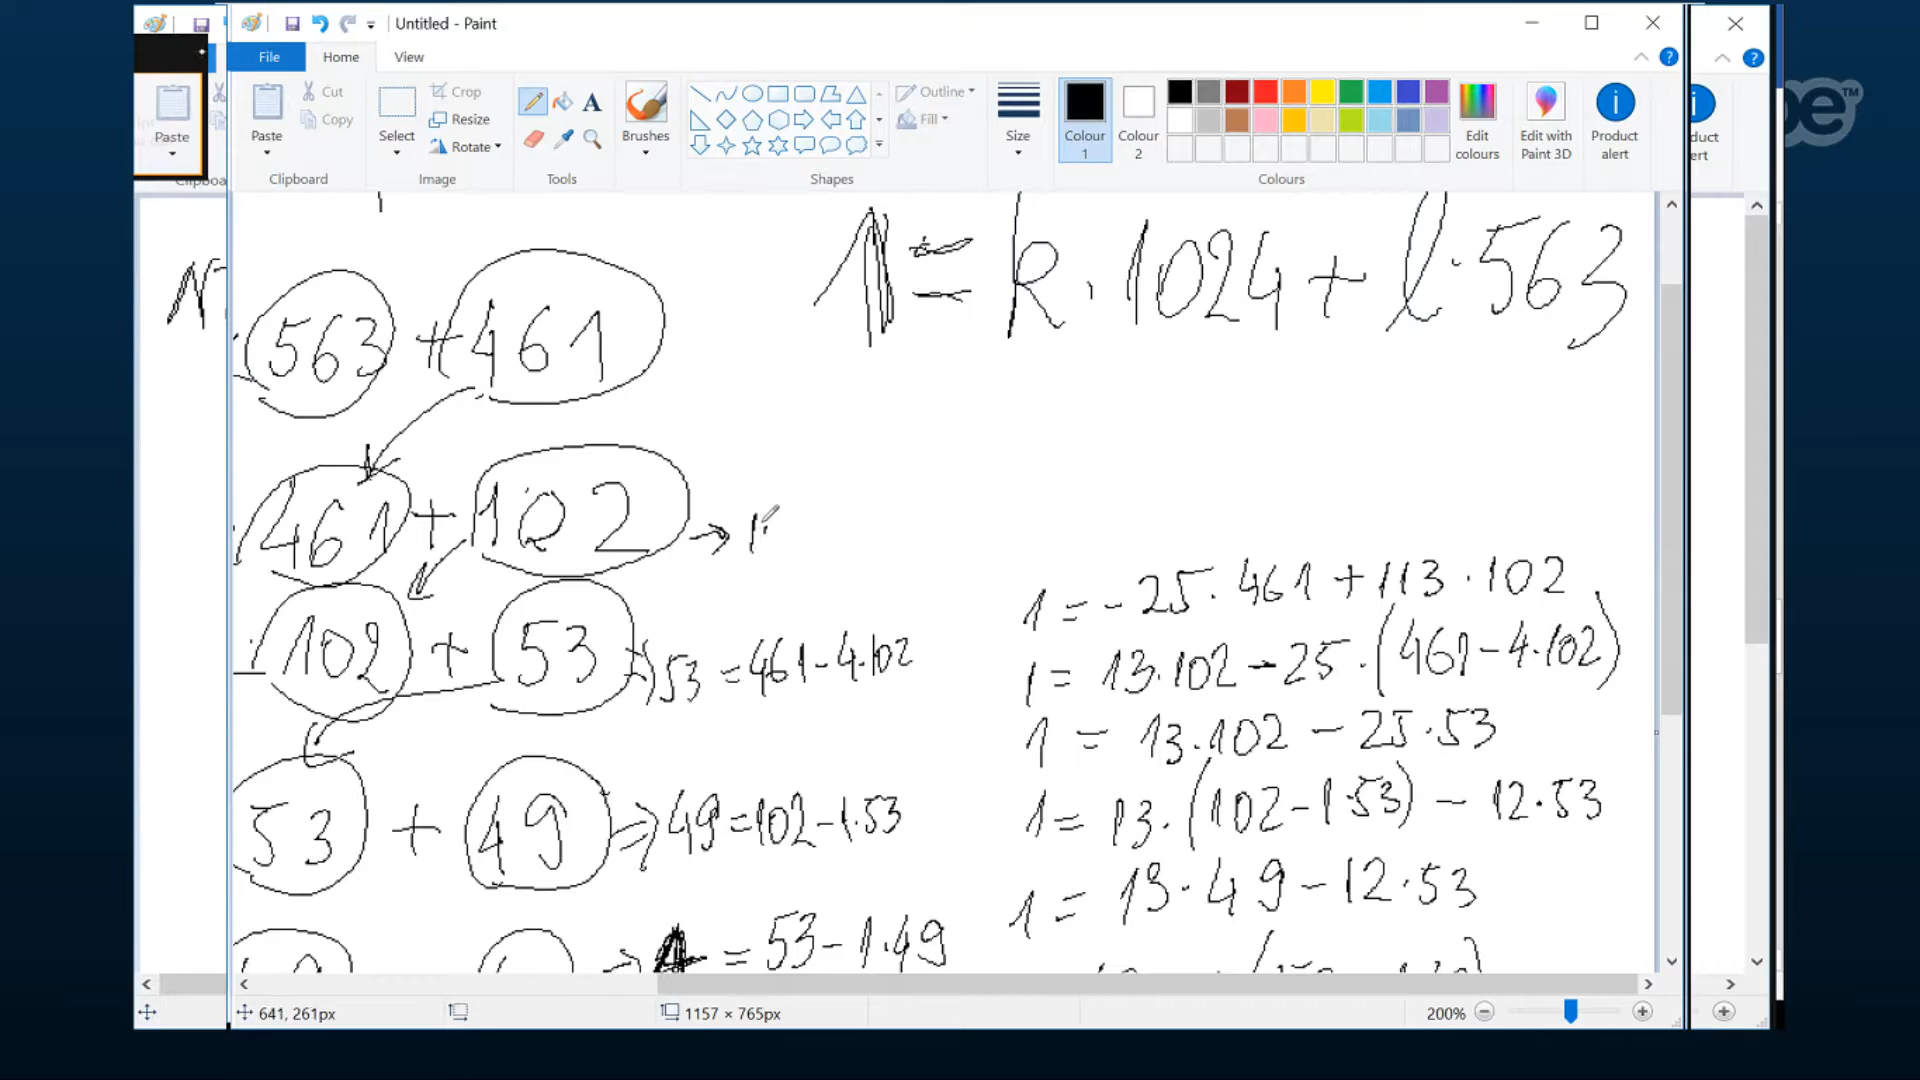 Untitled - Paint
File Home View
Paste
Cut
Copy
Clipboard
Select
Crop
Resize
Rotate
Image
Tools
Brushes
Shapes
Outline
Fill
Size
Colour 1
Colour 2
Edit colours
Edit with Paint 3D
Product alert
Colours
Paste
1 = k · 1024 + l · 563
563 + 461
461 + 102 →
102 + 53 → 53 = 461 - 4.102
53 + 49 ⇒ 49 = 102 - 1.53
⇒ 4 = 53 - 1.49
1 = - 25 · 461 + 113 · 102
1 = 13.102 - 25 · (461 - 4.102)
1 = 13.102 - 25.53
1 = 13 · (102 - 1.53) - 12.53
1 = 13 · 49 - 12.53
641, 261px
1157 × 765px
200%